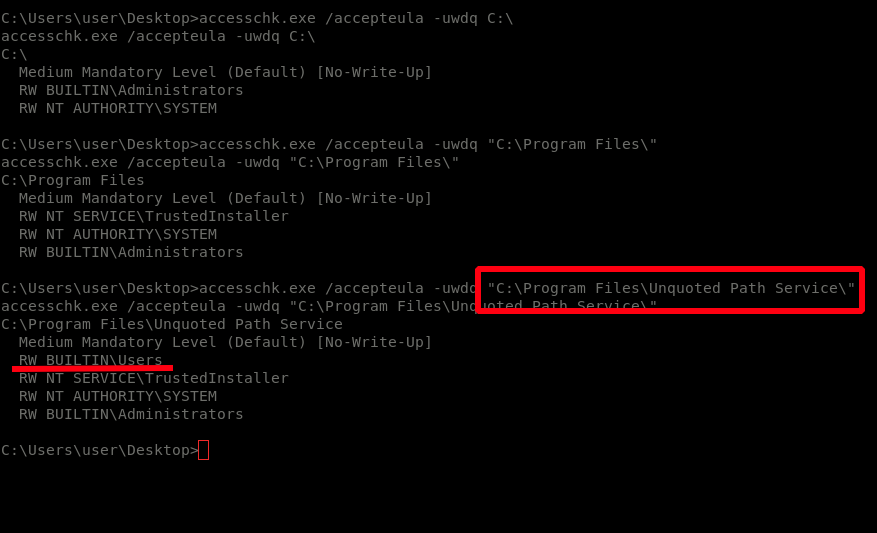 C:\Users\user\Desktop>accesschk.exe /accepteula -uwdq C:\
accesschk.exe /accepteula -uwdq C:\
C:\
  Medium Mandatory Level (Default) [No-Write-Up]
  RW BUILTIN\Administrators
  RW NT AUTHORITY\SYSTEM

C:\Users\user\Desktop>accesschk.exe /accepteula -uwdq "C:\Program Files\"
accesschk.exe /accepteula -uwdq "C:\Program Files\"
C:\Program Files
  Medium Mandatory Level (Default) [No-Write-Up]
  RW NT SERVICE\TrustedInstaller
  RW NT AUTHORITY\SYSTEM
  RW BUILTIN\Administrators

C:\Users\user\Desktop>accesschk.exe /accepteula -uwdq "C:\Program Files\Unquoted Path Service\"
accesschk.exe /accepteula -uwdq "C:\Program Files\Unquoted Path Service\"
C:\Program Files\Unquoted Path Service
  Medium Mandatory Level (Default) [No-Write-Up]
  RW BUILTIN\Users
  RW NT SERVICE\TrustedInstaller
  RW NT AUTHORITY\SYSTEM
  RW BUILTIN\Administrators

C:\Users\user\Desktop>